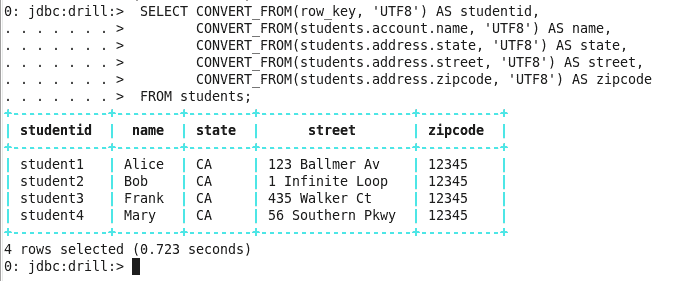 0: jdbc:drill:>  SELECT CONVERT_FROM(row_key, 'UTF8') AS studentid,
. . . . . . . >         CONVERT_FROM(students.account.name, 'UTF8') AS name,
. . . . . . . >         CONVERT_FROM(students.address.state, 'UTF8') AS state,
. . . . . . . >         CONVERT_FROM(students.address.street, 'UTF8') AS street,
. . . . . . . >         CONVERT_FROM(students.address.zipcode, 'UTF8') AS zipcode
. . . . . . . >  FROM students;
+------------+--------+--------+-------------------+----------+
| studentid  |  name  | state  |      street       | zipcode  |
+------------+--------+--------+-------------------+----------+
| student1   | Alice  | CA     | 123 Ballmer Av    | 12345    |
| student2   | Bob    | CA     | 1 Infinite Loop   | 12345    |
| student3   | Frank  | CA     | 435 Walker Ct     | 12345    |
| student4   | Mary   | CA     | 56 Southern Pkwy  | 12345    |
+------------+--------+--------+-------------------+----------+
4 rows selected (0.723 seconds)
0: jdbc:drill:>